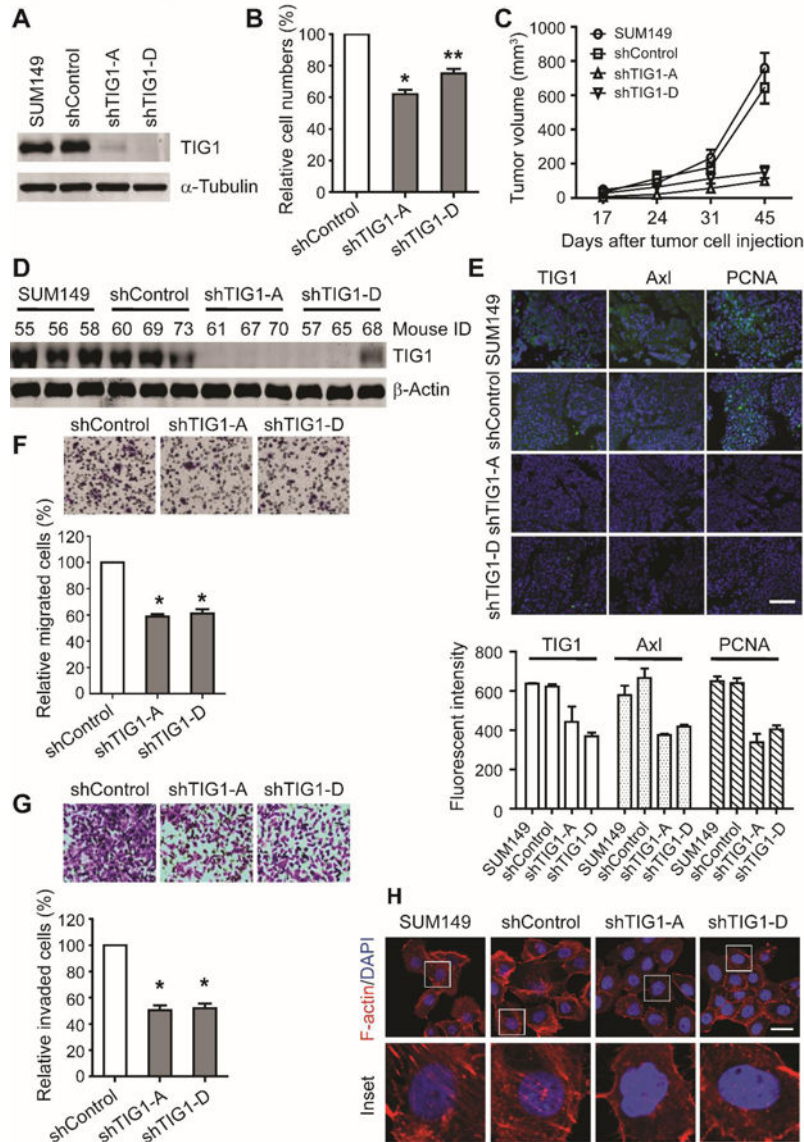 A
SUM149
shControl
shTIG1-A
shTIG1-D
TIG1
α-Tubulin
B
Relative cell numbers (%)
100
80
60
40
20
0
*
**
shControl
shTIG1-A
shTIG1-D
C
Tumor volume (mm³)
1000
800
600
400
200
0
SUM149
shControl
shTIG1-A
shTIG1-D
17 24 31 45
Days after tumor cell injection
D
SUM149 shControl shTIG1-A shTIG1-D
55 56 58 60 69 73 61 67 70 57 65 68 Mouse ID
TIG1
β-Actin
E
TIG1 Axl PCNA
SUM149
shControl
shTIG1-A
shTIG1-D
TIG1 Axl PCNA
Fluorescent intensity
800
600
400
200
0
SUM149
shControl
shTIG1-A
shTIG1-D
SUM149
shControl
shTIG1-A
shTIG1-D
SUM149
shControl
shTIG1-A
shTIG1-D
F
shControl shTIG1-A shTIG1-D
Relative migrated cells (%)
120
100
80
60
40
20
0
*
*
shControl
shTIG1-A
shTIG1-D
G
shControl shTIG1-A shTIG1-D
Relative invaded cells (%)
120
100
80
60
40
20
0
*
*
shControl
shTIG1-A
shTIG1-D
H
SUM149 shControl shTIG1-A shTIG1-D
F-actin/DAPI
Inset